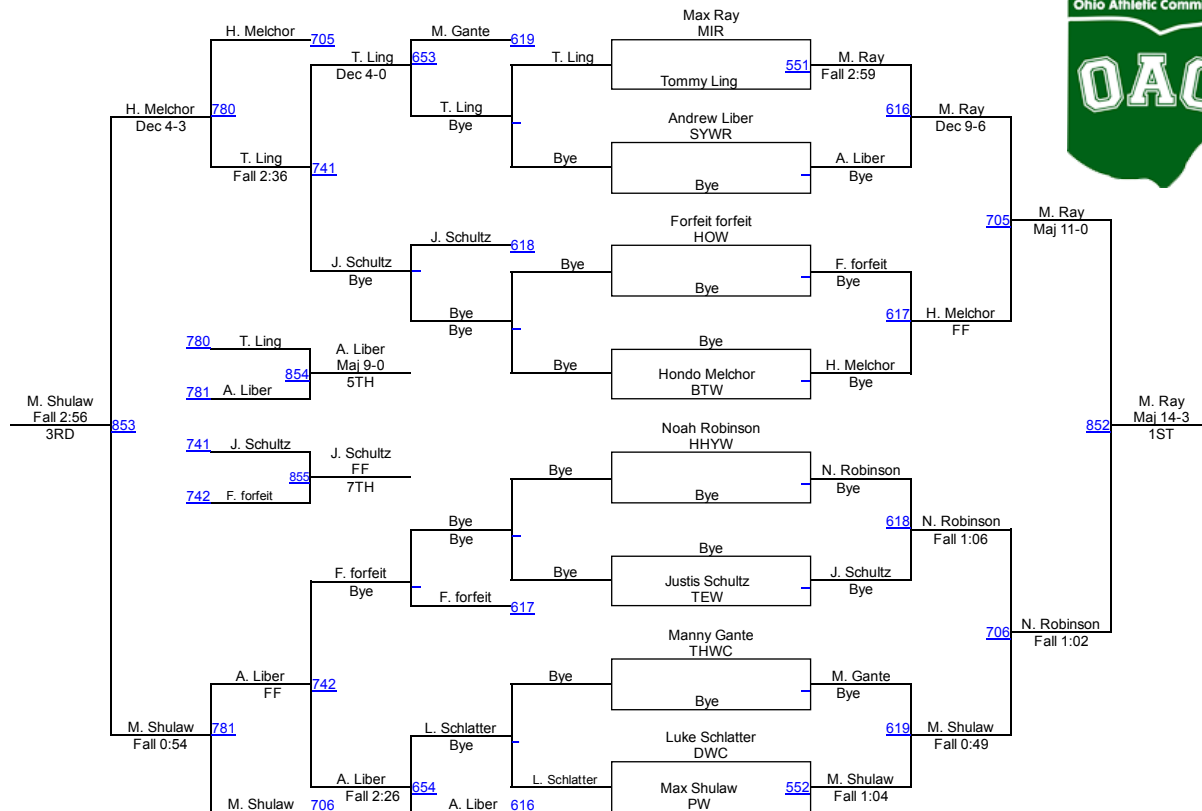 Ohio Athletic Comm
OAC
Max Ray
MIR
551
Tommy Ling
Andrew Liber
SYWR
Bye
Forfeit forfeit
HOW
Bye
Bye
Hondo Melchor
BTW
Noah Robinson
HHYW
Bye
Bye
Justis Schultz
TEW
Manny Gante
THWC
Bye
Luke Schlatter
DWC
Max Shulaw
PW
552
M. Ray
Fall 2:59
A. Liber
Bye
F. forfeit
Bye
H. Melchor
Bye
N. Robinson
Bye
J. Schultz
Bye
M. Gante
Bye
M. Shulaw
Fall 1:04
616
M. Ray
Dec 9-6
617
H. Melchor
FF
618
N. Robinson
Fall 1:06
619
M. Shulaw
Fall 0:49
705
M. Ray
Maj 11-0
706
N. Robinson
Fall 1:02
852
M. Ray
Maj 14-3
1ST
T. Ling
Bye
Bye
Bye
Bye
Bye
Bye
L. Schlatter
M. Gante 619
T. Ling
Bye
J. Schultz 618
Bye
Bye
Bye
Bye
F. forfeit 617
L. Schlatter
Bye
A. Liber 616
T. Ling 653
Dec 4-0
J. Schultz
Bye
F. forfeit
Bye
A. Liber 654
Fall 2:26
H. Melchor 705
T. Ling 741
Fall 2:36
A. Liber 742
FF
M. Shulaw 706
H. Melchor 780
Dec 4-3
M. Shulaw 781
Fall 0:54
M. Shulaw
Fall 2:56
3RD
853
780 T. Ling
781 A. Liber
854
A. Liber
Maj 9-0
5TH
741 J. Schultz
742 F. forfeit
855
J. Schultz
FF
7TH